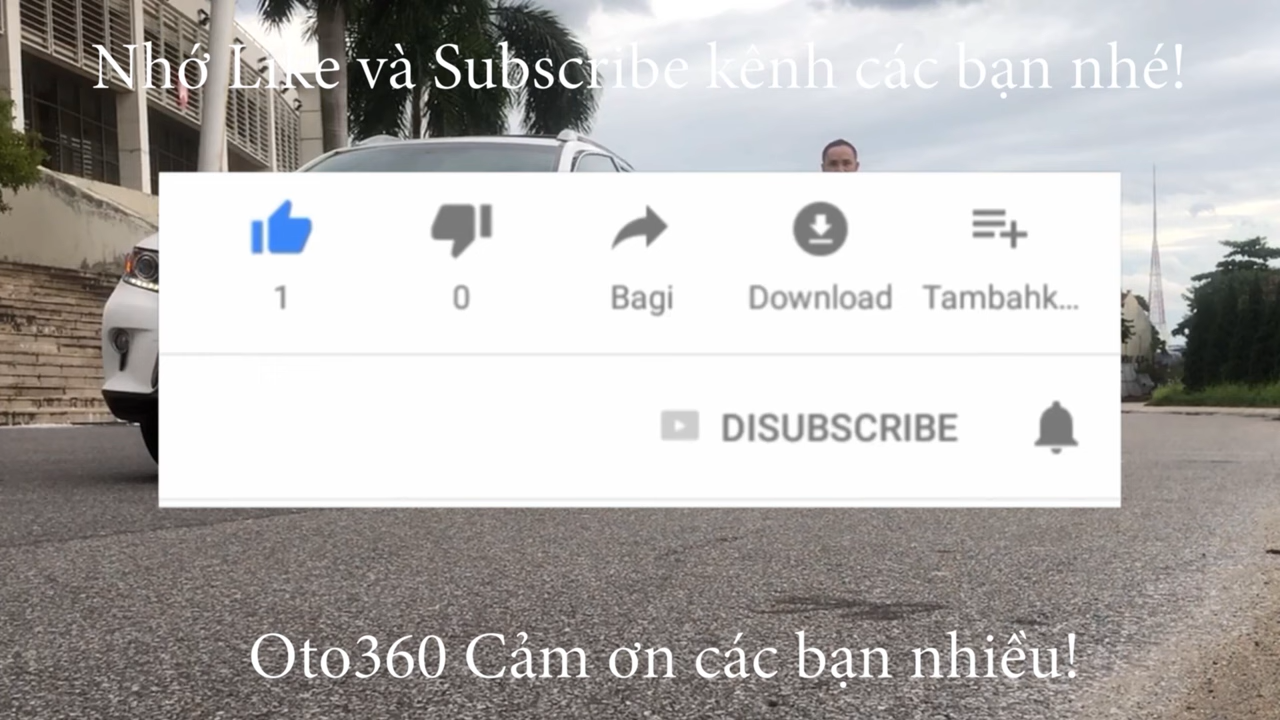 Nhớ Like và Subscribe kênh các bạn nhé!
1 0 Bagi Download Tambahk...
DISUBSCRIBE
Oto360 Cảm ơn các bạn nhiều!